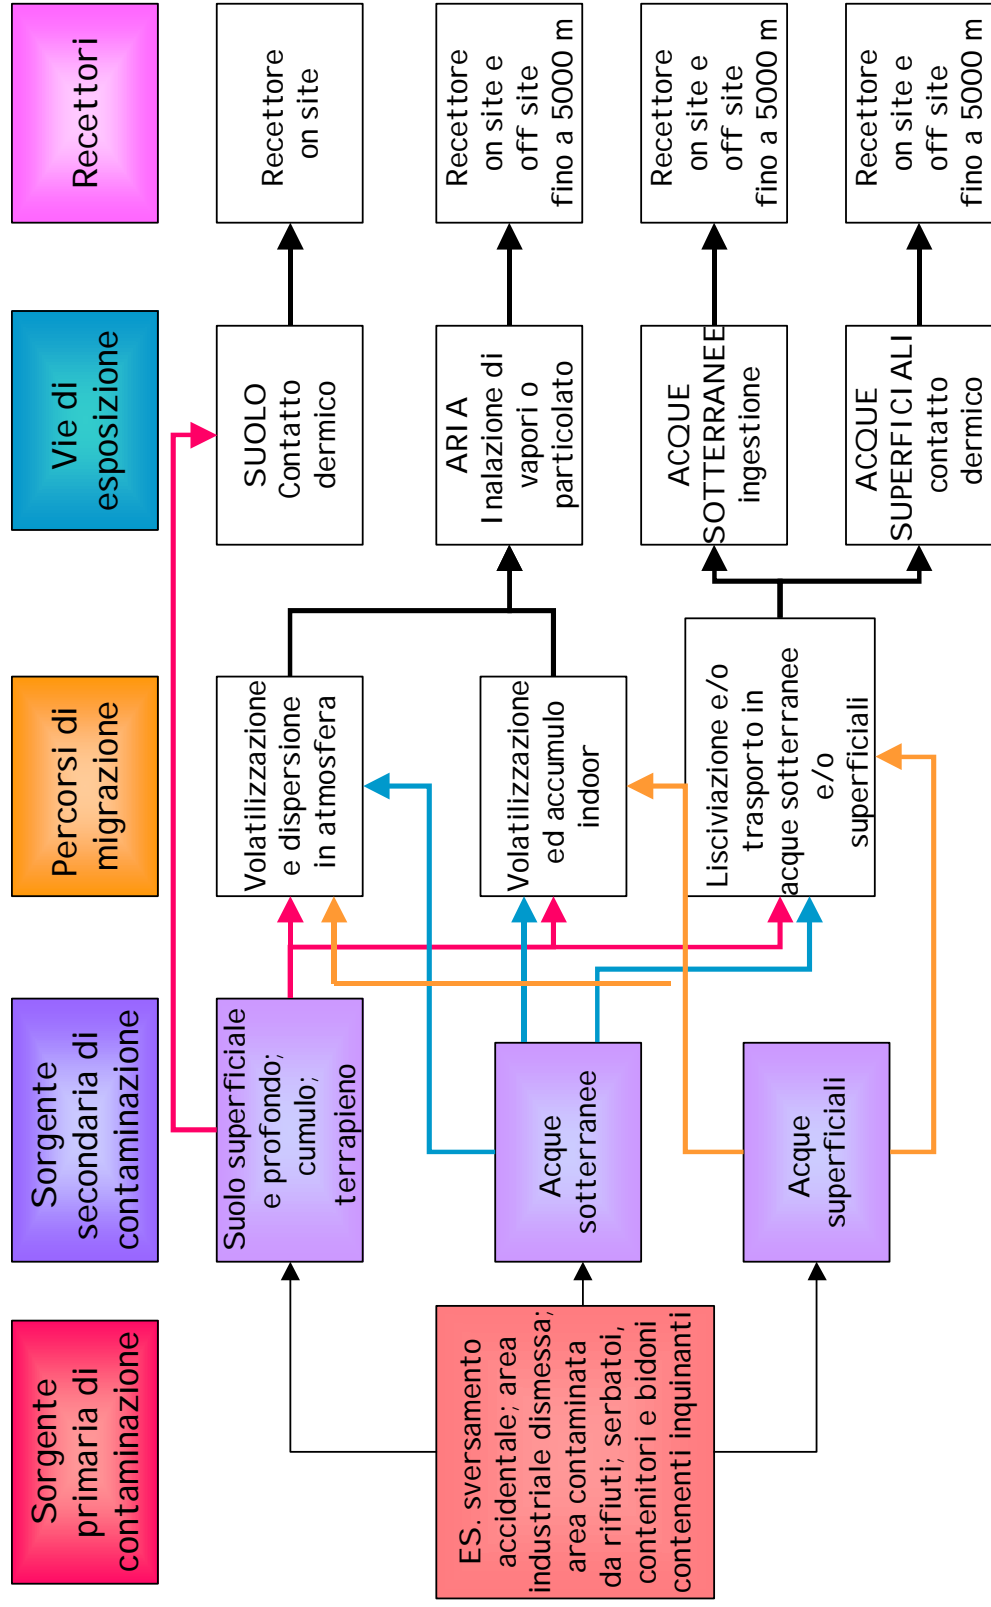 Sorgente
primaria di
contaminazione
Sorgente
secondaria di
contaminazione
Percorsi di
migrazione
Vie di
esposizione
Recettori
ES. sversamento
accidentale; area
industriale dismessa;
area contaminata
da rifiuti; serbatoi,
contenitori e bidoni
contenenti inquinanti
Suolo superficiale
e profondo;
cumulo;
terrapieno
Acque
sotterranee
Acque
superficiali
Volatilizzazione
e dispersione
in atmosfera
Volatilizzazione
ed accumulo
indoor
Lisciviazione e/o
trasporto in
acque sotterranee
e/o
superficiali
SUOLO
Contatto
dermico
ARIA
Inalazione di
vapori o
particolato
ACQUE
SOTTERRANEE
ingestione
ACQUE
SUPERFICIALI
contatto
dermico
Recettore
on site
Recettore
on site e
off site
fino a 5000 m
Recettore
on site e
off site
fino a 5000 m
Recettore
on site e
off site
fino a 5000 m